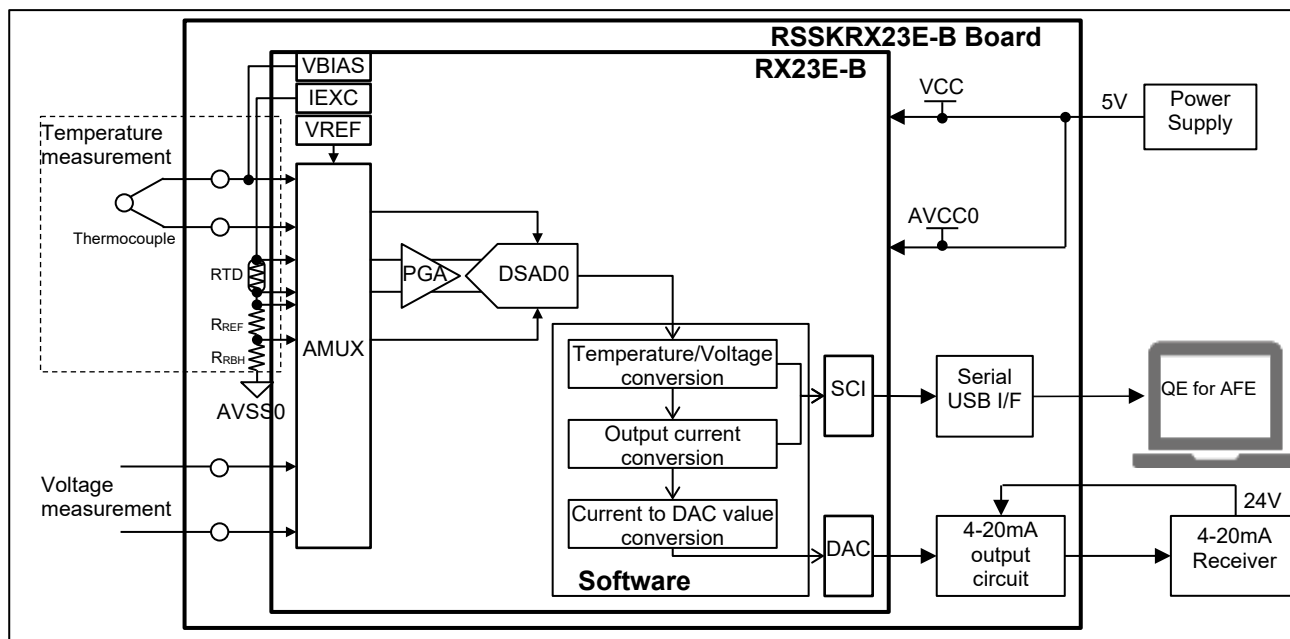 RSSKRX23E-B Board
RX23E-B
VBIAS
IEXC
VREF
Temperature
measurement
Thermocouple
RTD
RREF
RRBH
AVSS0
Voltage
measurement
AMUX
PGA
DSAD0
Temperature/Voltage
conversion
Output current
conversion
Current to DAC value
conversion
Software
SCI
DAC
VCC
AVCC0
5V
Power
Supply
Serial
USB I/F
QE for AFE
4-20mA
output
circuit
24V
4-20mA
Receiver